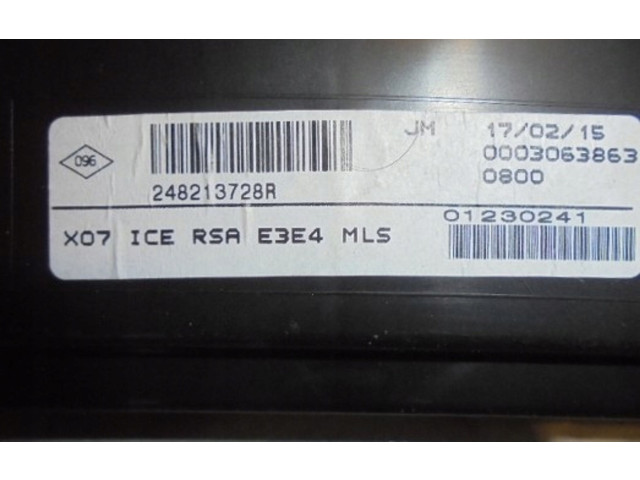 096
JM 17/02/15
0003063863
248213728R 0800
01230241
X07 ICE RSA E3E4 MLS